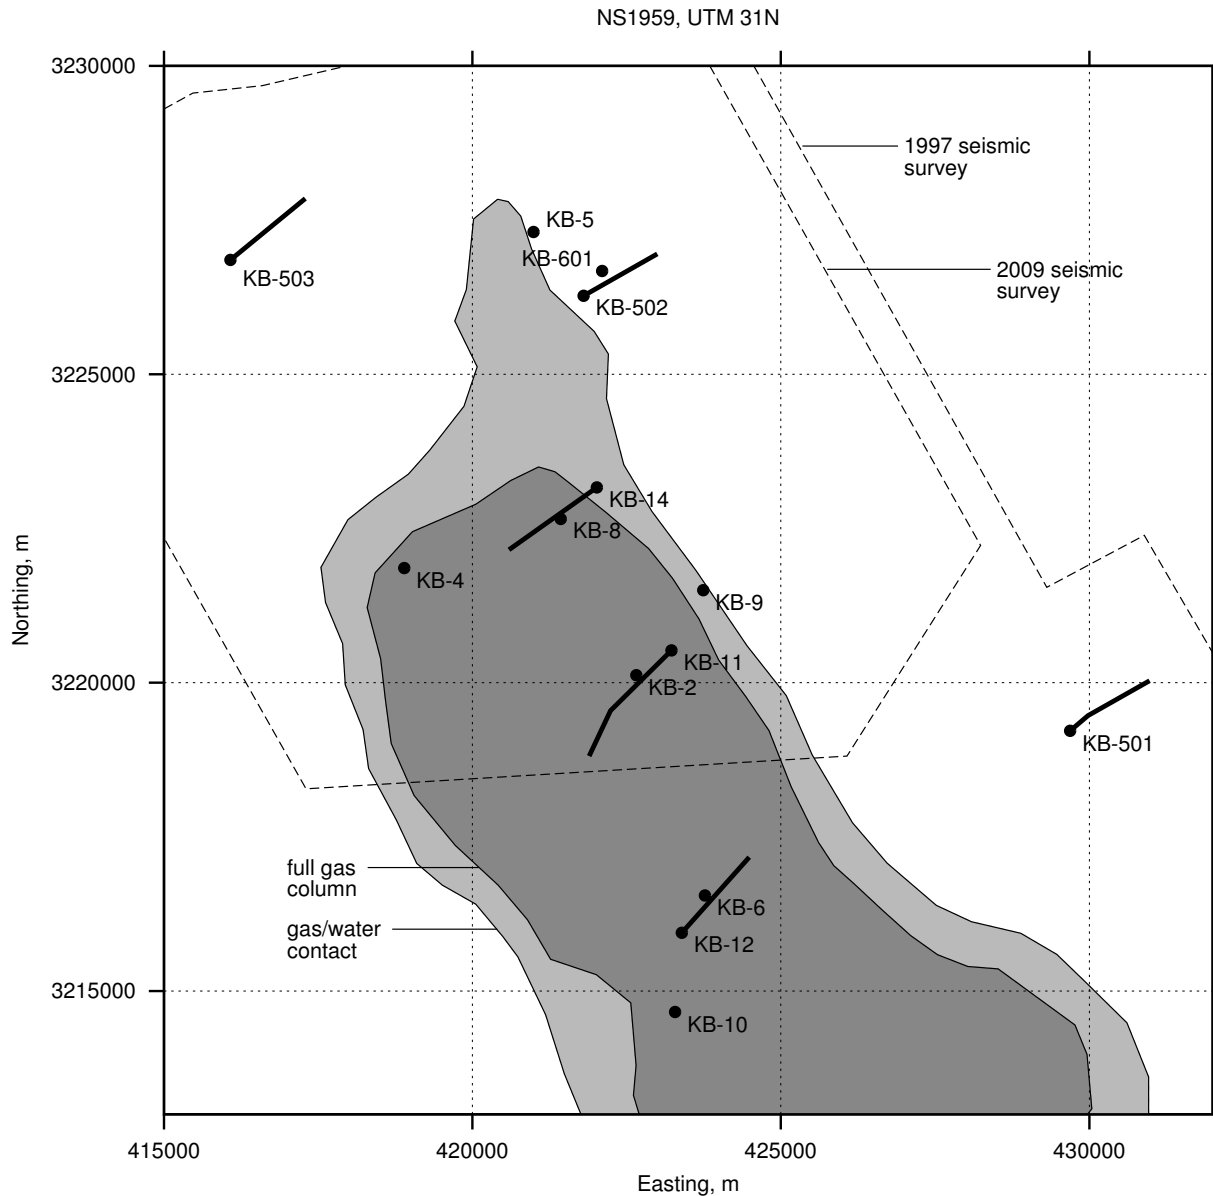 NS1959, UTM 31N
3230000
1997 seismic
survey
KB-5
KB-601
2009 seismic
survey
KB-503
KB-502
3225000
KB-14
KB-8
KB-4
KB-9
Northing, m
KB-11
3220000
KB-2
KB-501
full gas
column
KB-6
gas/water
contact
KB-12
3215000
KB-10
415000
420000
425000
430000
Easting, m